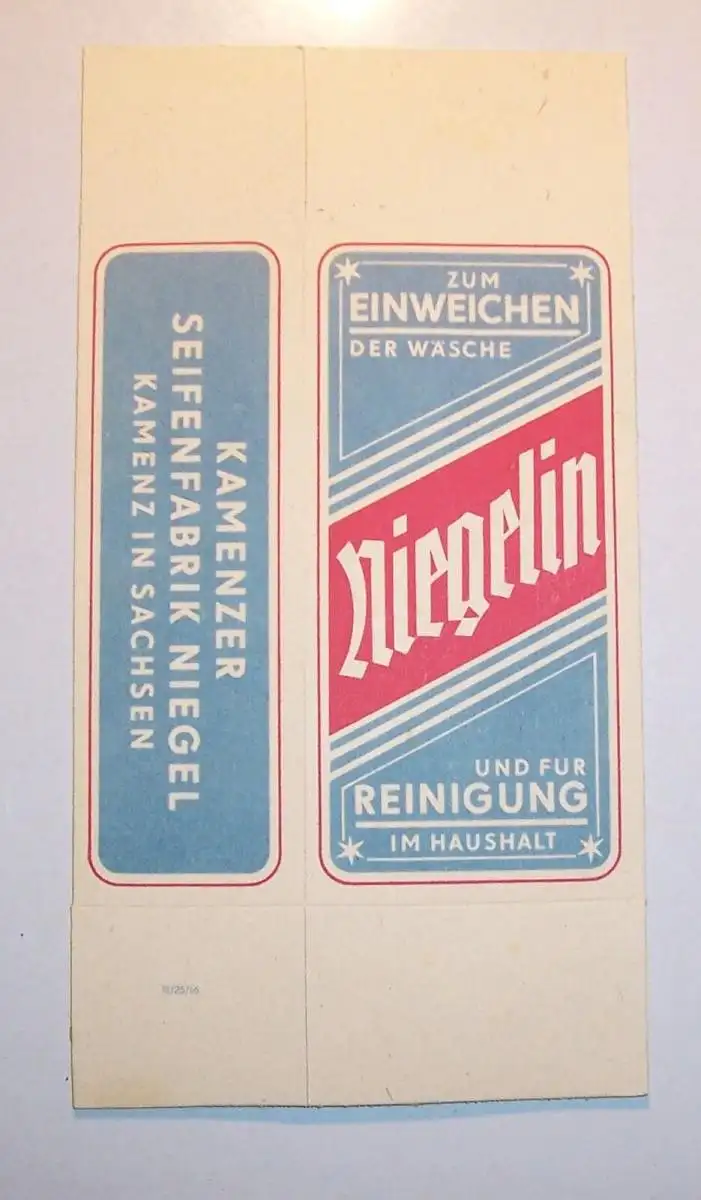 KAMENZER
SEIFENFABRIK NIEGEL
KAMENZ IN SACHSEN
ZUM
EINWEICHEN
DER WÄSCHE
Niegelin
UND FUR
REINIGUNG
IM HAUSHALT